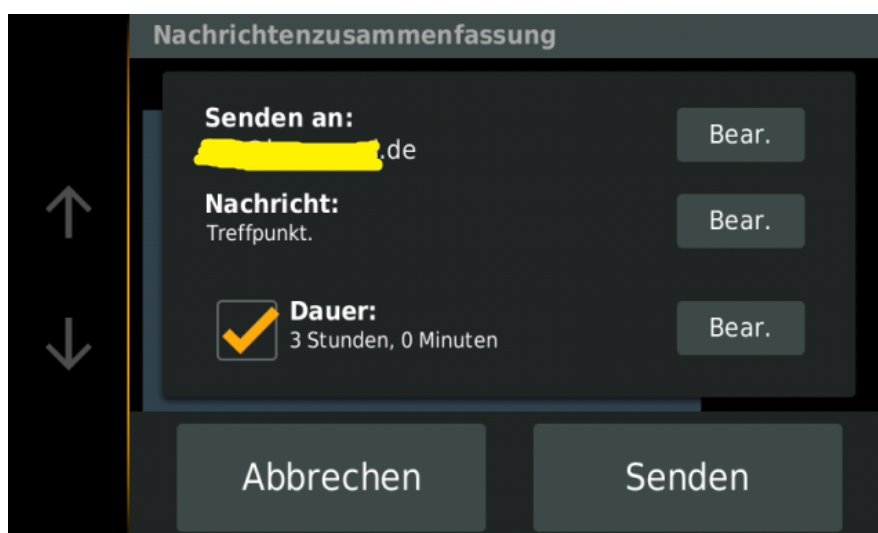 Nachrichtenzusammenfassung
Senden an:
.de
Bear.
Nachricht:
Treffpunkt.
Bear.
Dauer:
3 Stunden, 0 Minuten
Bear.
Abbrechen
Senden